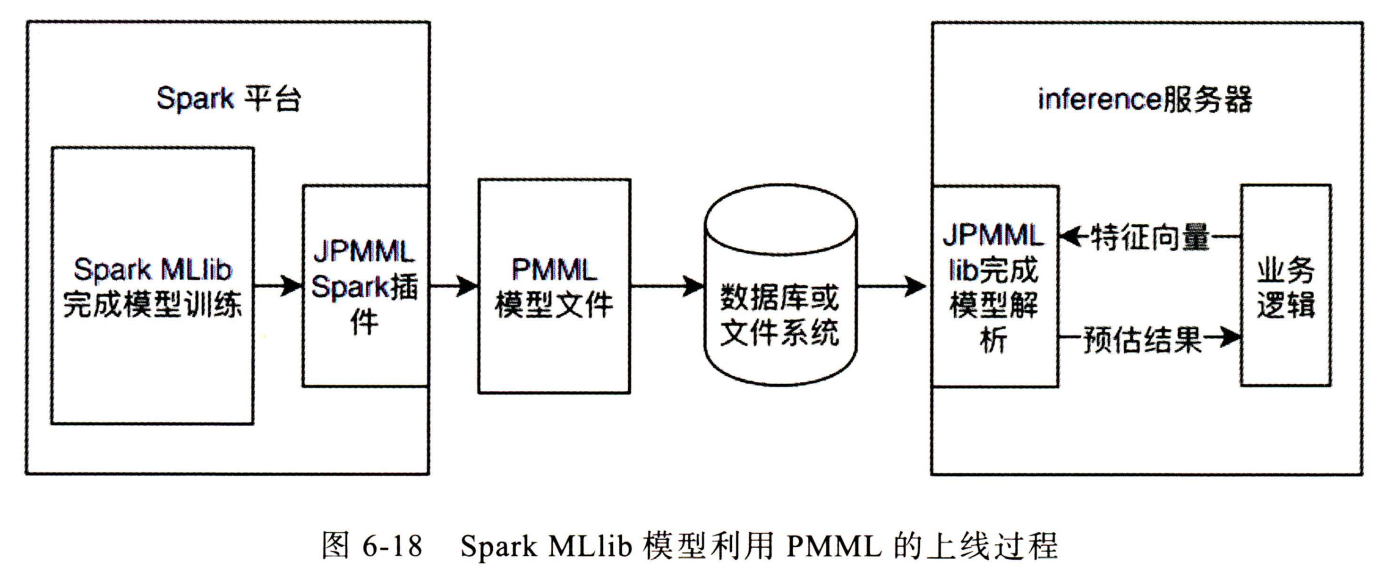 Spark 平台
Spark MLlib
完成模型训练
JPMML
Spark插
件
PMML
模型文件
数据库或
文件系统
inference服务器
JPMML
lib完成
模型解
析
特征向量
预估结果
业务
逻辑
图 6-18 Spark MLlib 模型利用 PMML 的上线过程